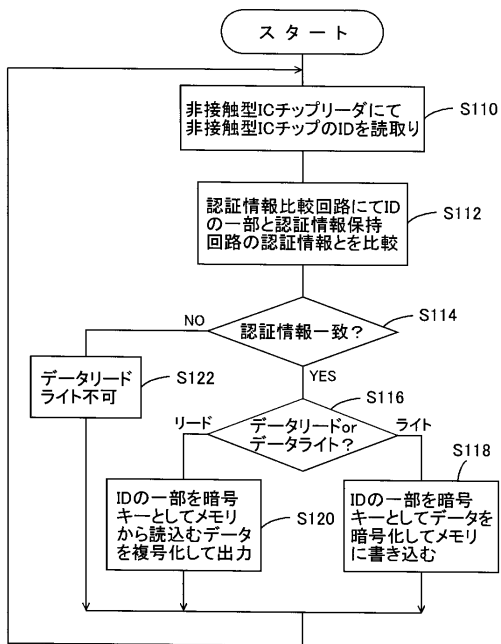 スタート
非接触型ICチップリーダにて
非接触型ICチップのIDを読取り
S110
認証情報比較回路にてID
の一部と認証情報保持
回路の認証情報とを比較
S112
認証情報一致？
S114
NO
YES
データリード
ライト不可
S122
データリードor
データライト？
S116
リード
ライト
IDの一部を暗号
キーとしてメモリ
から読込むデータ
を複号化して出力
S120
IDの一部を暗号
キーとしてデータを
暗号化してメモリ
に書き込む
S118